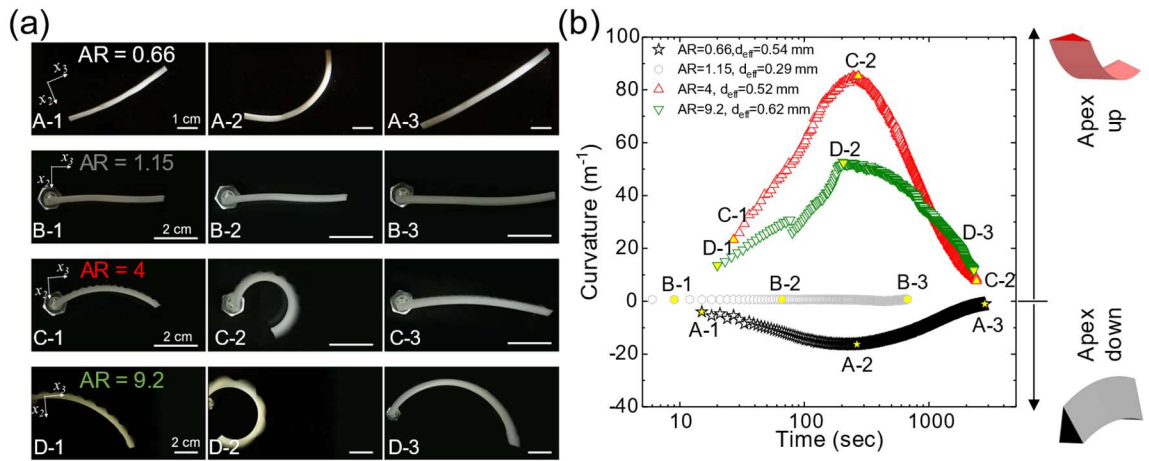 (a)
AR = 0.66
x3
x2
A-1
1 cm
A-2
A-3
AR = 1.15
x3
x2
B-1
2 cm
B-2
B-3
AR = 4
x3
x2
C-1
2 cm
C-2
C-3
AR = 9.2
x3
x2
D-1
2 cm
D-2
D-3
(b)
100
80
60
40
20
0
-20
-40
Curvature (m-1)
AR=0.66,deff=0.54 mm
AR=1.15, deff=0.29 mm
AR=4, deff=0.52 mm
AR=9.2, deff=0.62 mm
C-2
D-2
C-1
D-1
D-3
C-2
B-1
B-2
B-3
A-1
A-2
A-3
10
100
1000
Time (sec)
Apex
up
Apex
down